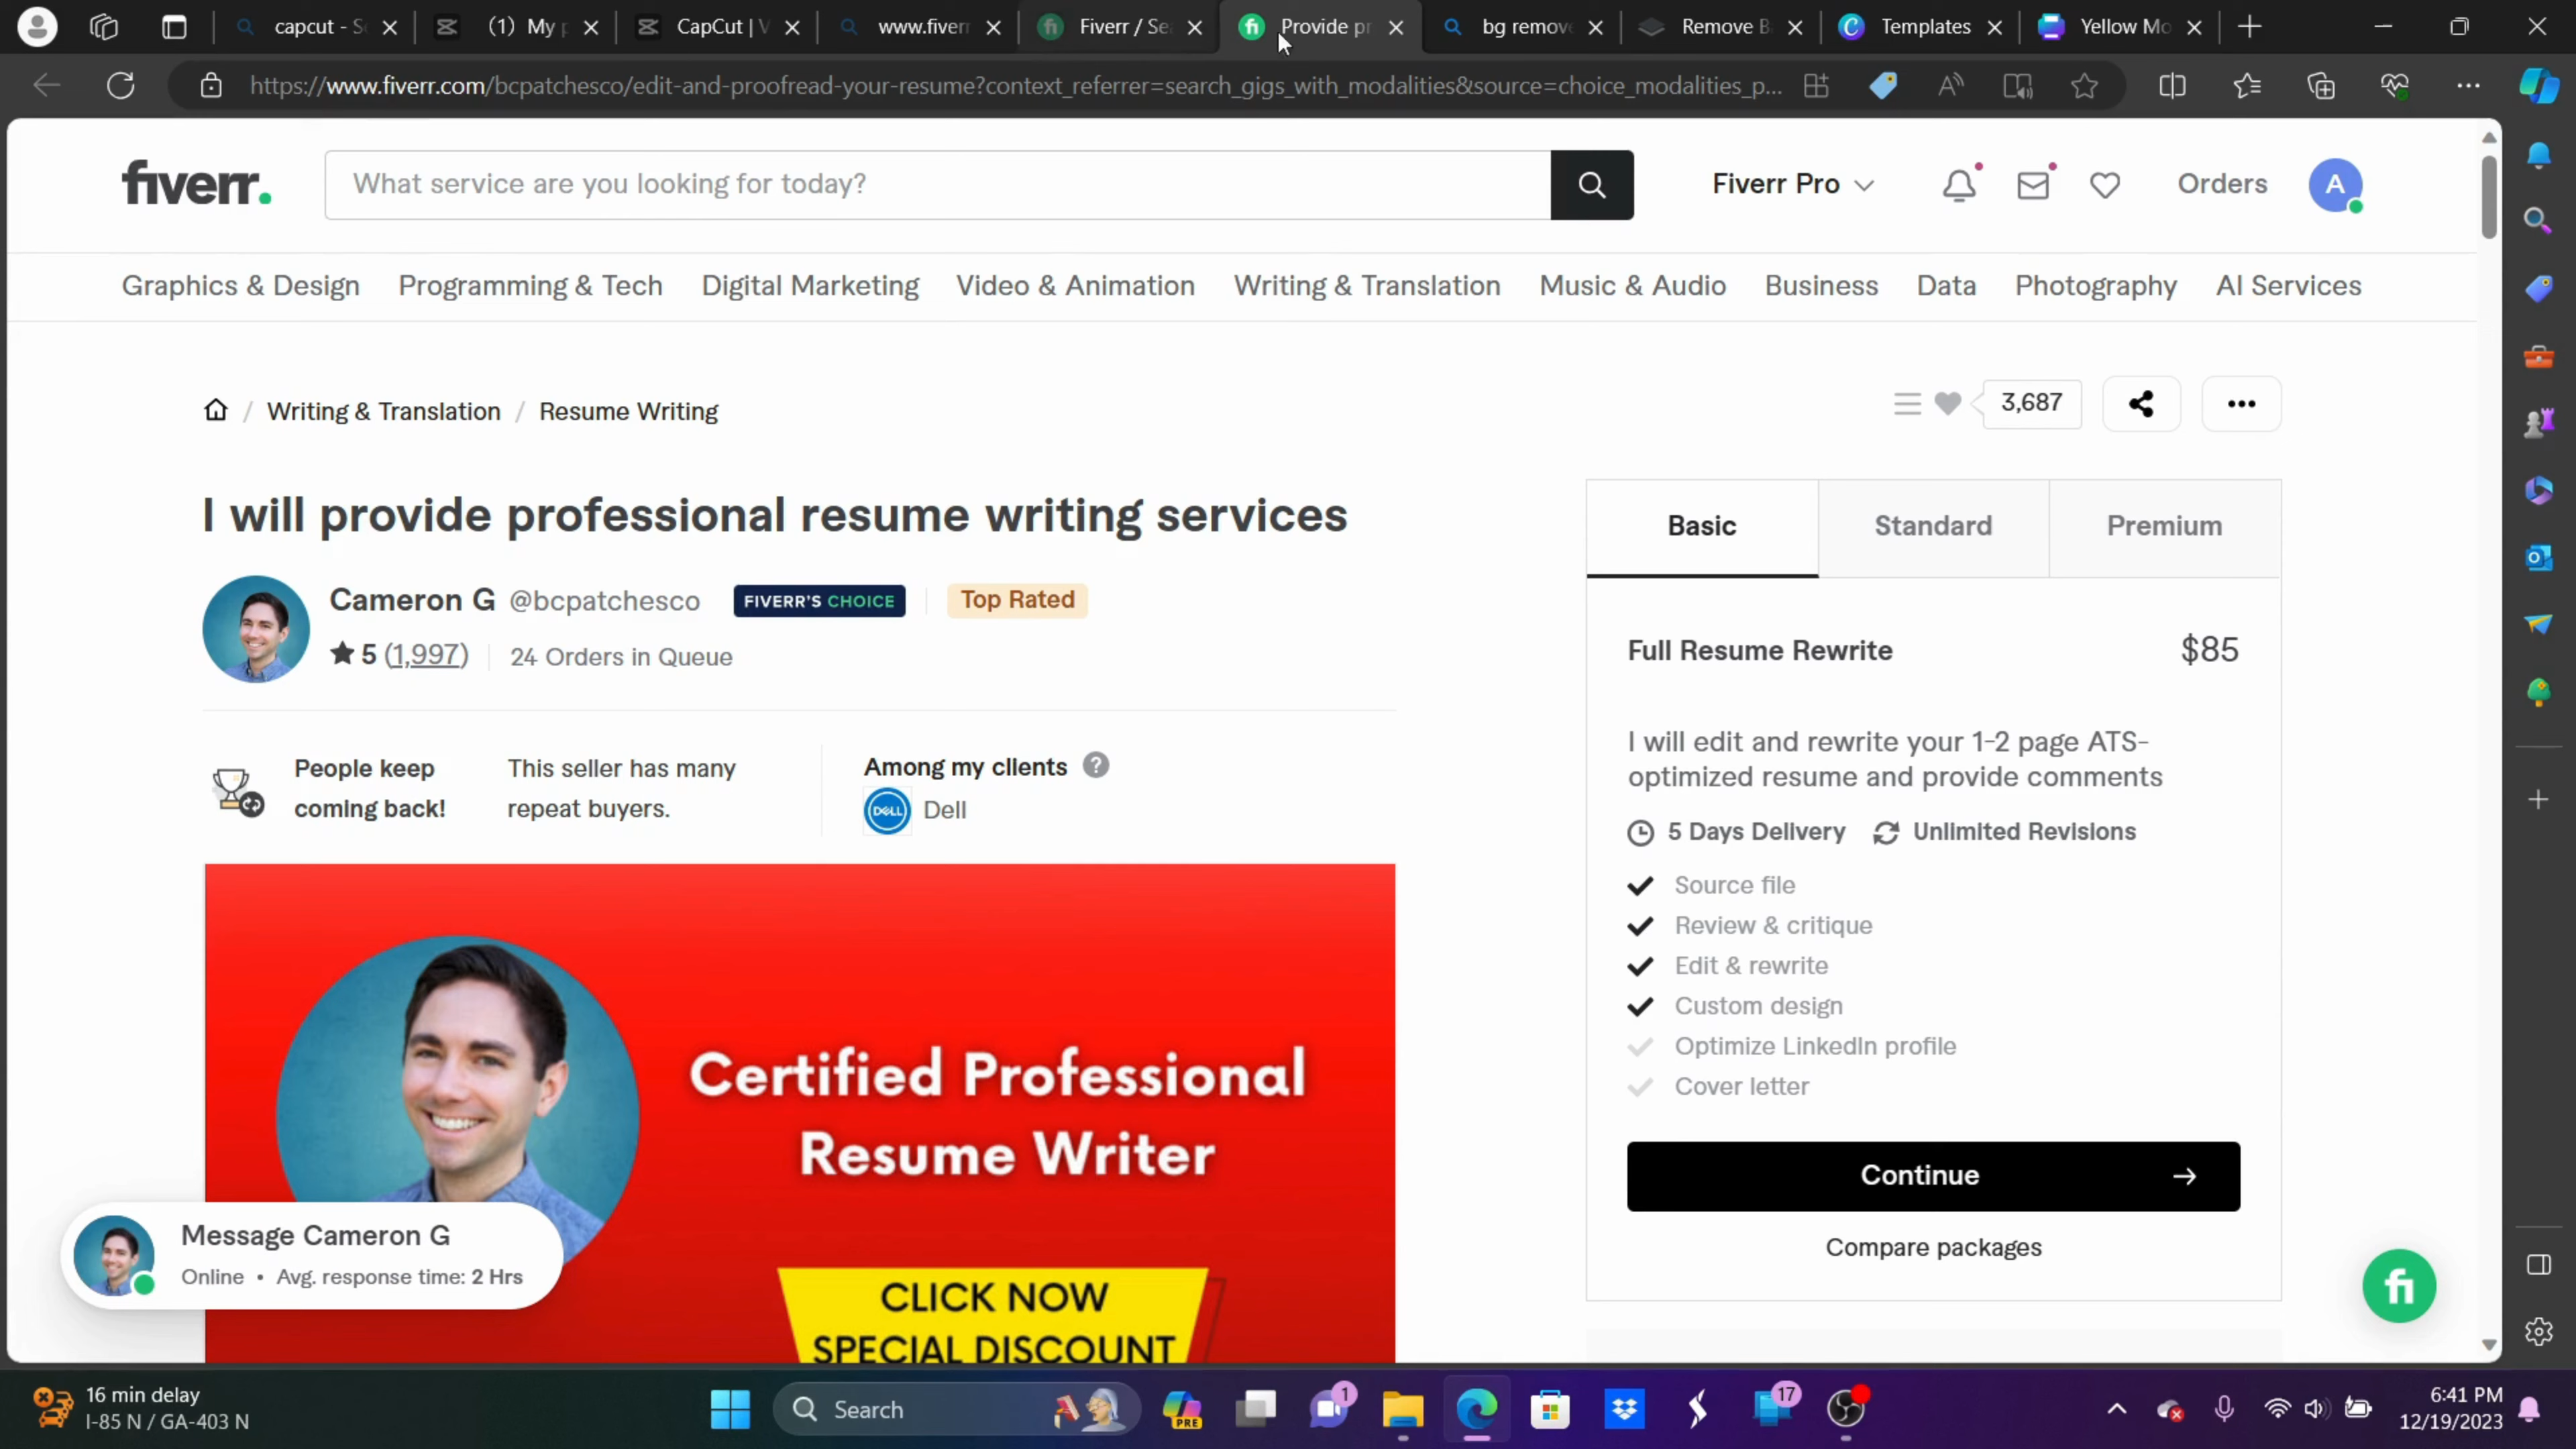 capcut - S
(1) My p
CapCut | V
www.fiverr
Fiverr / Se
Provide pr
bg remove
Remove B
Templates
Yellow Mo
https://www.fiverr.com/bcpatchesco/edit-and-proofread-your-resume?context_referrer=search_gigs_with_modalities&source=choice_modalities_p...
fiverr.
What service are you looking for today?
Fiverr Pro
Orders
A
Graphics & Design
Programming & Tech
Digital Marketing
Video & Animation
Writing & Translation
Music & Audio
Business
Data
Photography
AI Services
/ Writing & Translation / Resume Writing
3,687
I will provide professional resume writing services
Cameron G @bcpatchesco
FIVERR'S CHOICE
Top Rated
5 (1,997)
24 Orders in Queue
People keep
coming back!
This seller has many
repeat buyers.
Among my clients ?
DELL
Dell
Certified Professional
Resume Writer
CLICK NOW
SPECIAL DISCOUNT
Message Cameron G
Online • Avg. response time: 2 Hrs
Basic
Standard
Premium
Full Resume Rewrite
$85
I will edit and rewrite your 1-2 page ATS-
optimized resume and provide comments
5 Days Delivery
Unlimited Revisions
Source file
Review & critique
Edit & rewrite
Custom design
Optimize LinkedIn profile
Cover letter
Continue
Compare packages
fi
16 min delay
I-85 N / GA-403 N
Search
PRE
1
17
6:41 PM
12/19/2023